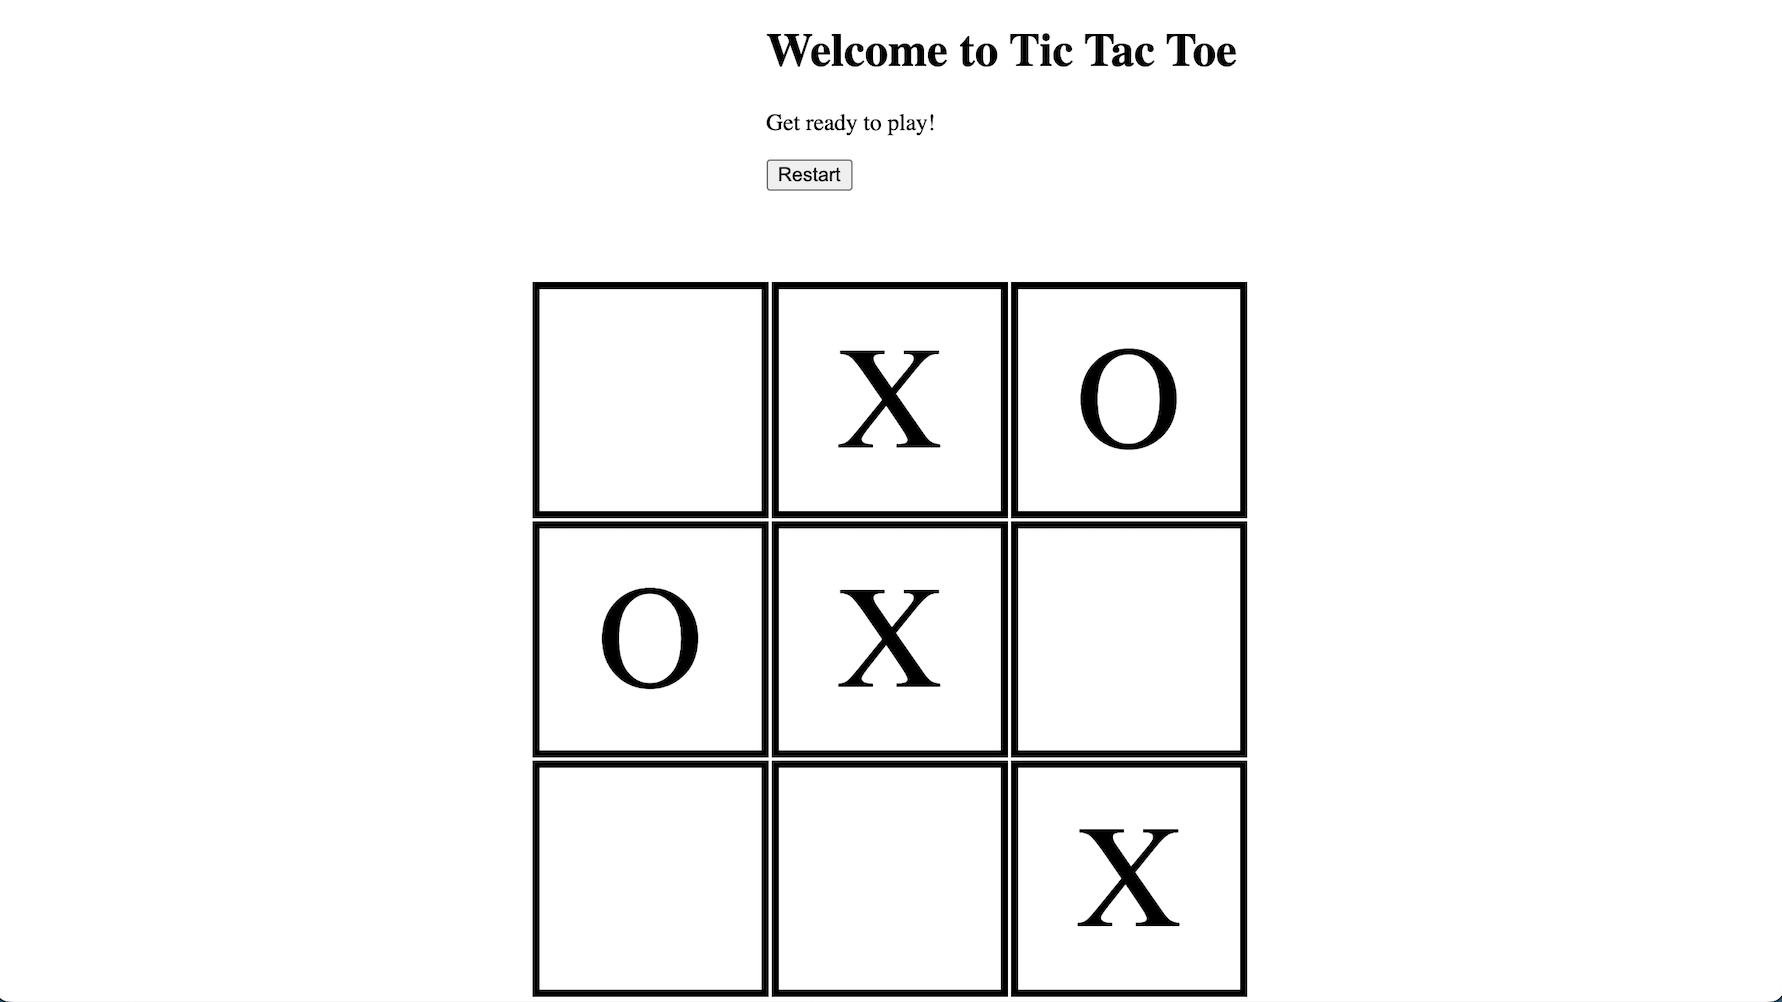 Welcome to Tic Tac Toe
Get ready to play!
Restart
X O
O X
X